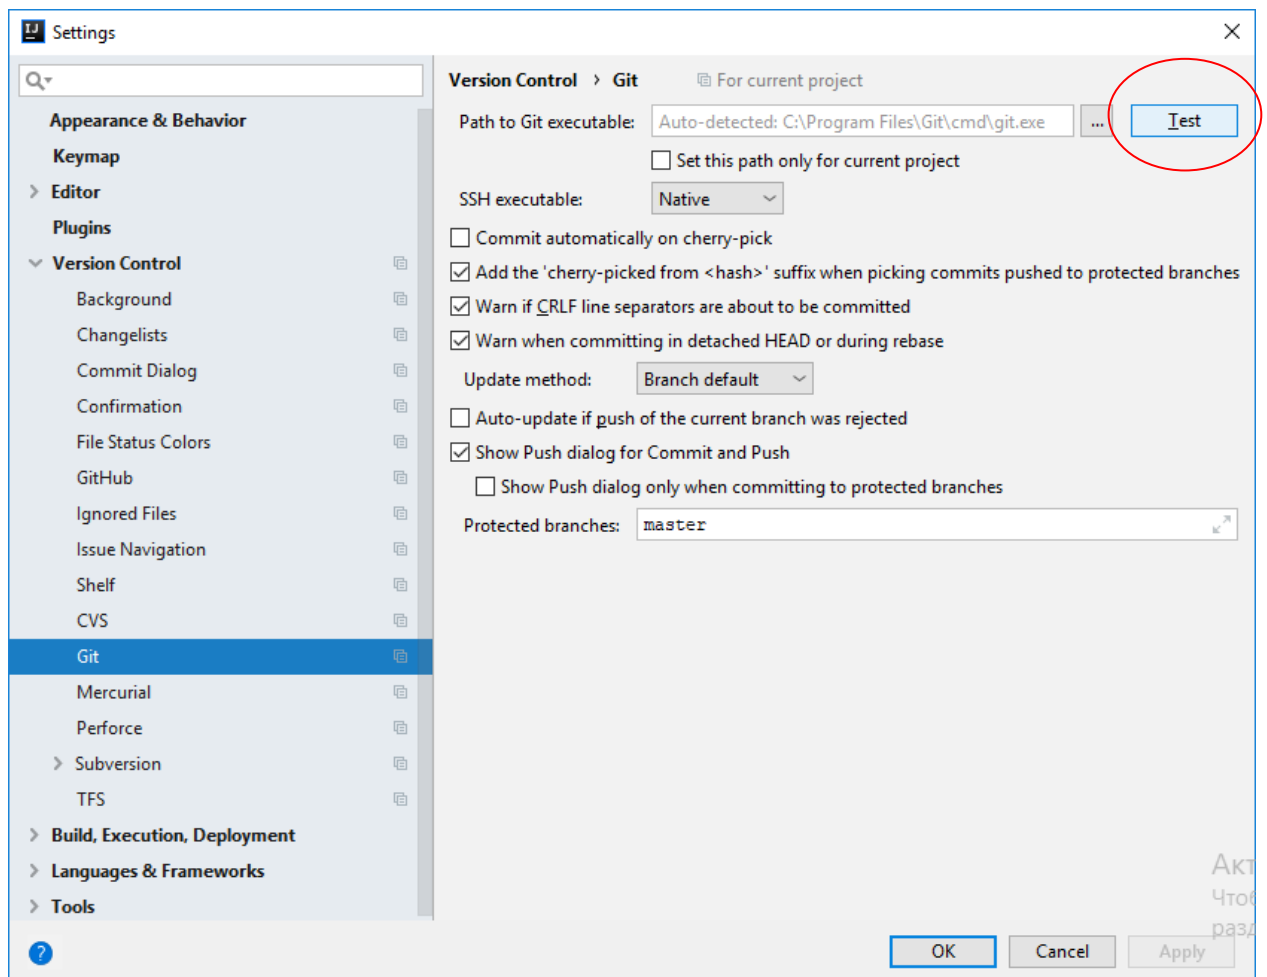 IJ Settings
Appearance & Behavior
Keymap
Editor
Plugins
Version Control
Background
Changelists
Commit Dialog
Confirmation
File Status Colors
GitHub
Ignored Files
Issue Navigation
Shelf
CVS
Git
Mercurial
Perforce
Subversion
TFS
Build, Execution, Deployment
Languages & Frameworks
Tools
?
Version Control › Git For current project
Path to Git executable: Auto-detected: C:\Program Files\Git\cmd\git.exe ... Test
Set this path only for current project
SSH executable: Native
Commit automatically on cherry-pick
Add the 'cherry-picked from <hash>' suffix when picking commits pushed to protected branches
Warn if CRLF line separators are about to be committed
Warn when committing in detached HEAD or during rebase
Update method: Branch default
Auto-update if push of the current branch was rejected
Show Push dialog for Commit and Push
Show Push dialog only when committing to protected branches
Protected branches: master
OK Cancel Apply